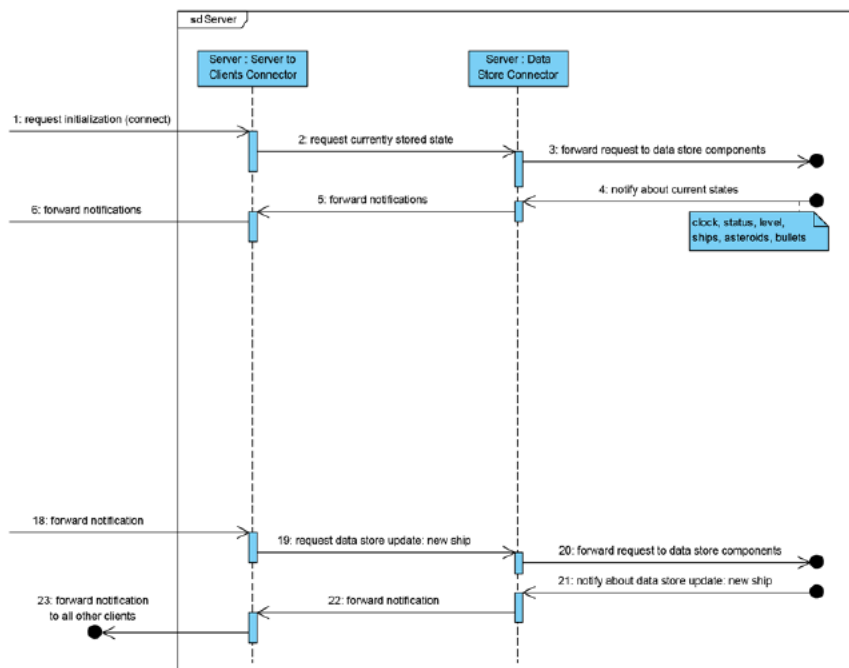 sd Server
Server : Server to
Clients Connector
Server : Data
Store Connector
1: request initialization (connect)
2: request currently stored state
3: forward request to data store components
4: notify about current states
5: forward notifications
6: forward notifications
clock, status, level,
ships, asteroids, bullets
18: forward notification
19: request data store update: new ship
20: forward request to data store components
21: notify about data store update: new ship
22: forward notification
23: forward notification
to all other clients